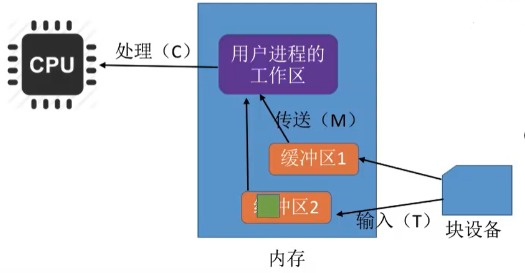 CPU
处理（C）
用户进程的
工作区
传送（M）
缓冲区1
冲区2
输入（T）
块设备
内存